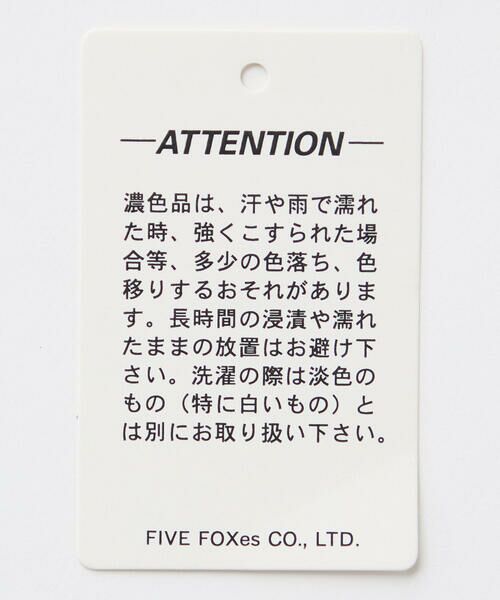 ATTENTION
濃色品は、汗や雨で濡れ
た時、強くこすられた場
合等、多少の色落ち、色
移りするおそれがありま
す。長時間の浸漬や濡れ
たままの放置はお避け下
さい。洗濯の際は淡色の
もの（特に白いもの）と
は別にお取り扱い下さい。
FIVE FOXes CO., LTD.